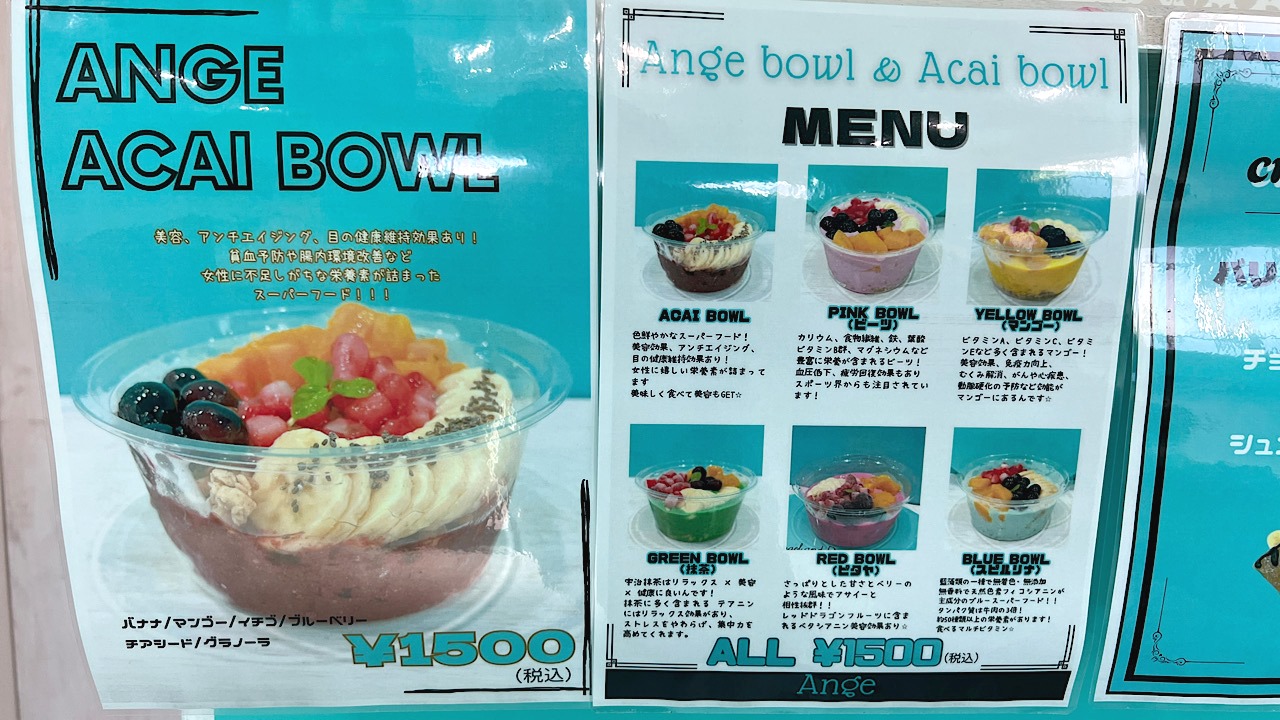 ANGE
ACAI BOWL
美容、アンチエイジング、目の健康維持効果あり！
貧血予防や腸内環境改善など
女性に不足しがちな栄養素が詰まった
スーパーフード！！！
バナナ/マンゴー/イチゴ/ブルーベリー
チアシード/グラノーラ
¥1500
(税込)
Ange bowl & Acai bowl
MENU
ACAI BOWL
色鮮やかなスーパーフード！
美容効果、アンチエイジング、
目の健康維持効果あり！
女性に嬉しい栄養素が詰まって
ます
美味しく食べて美容もGET☆
PINK BOWL
(ビーツ)
カリウム、食物繊維、鉄、葉酸
ビタミンB群、マグネシウムなど
豊富に栄養が含まれるビーツ！
血圧低下、疲労回復効果もあり
スポーツ界からも注目されてい
ます！
YELLOW BOWL
(マンゴー)
ビタミンA、ビタミンC、ビタミ
ンEなど多く含まれるマンゴー！
美容効果、免疫力向上、
むくみ解消、がんや心疾患、
動脈硬化の予防など効能が
マンゴーにあるんです☆
GREEN BOWL
(抹茶)
宇治抹茶はリラックス × 美容
× 健康に良いんです！
抹茶に多く含まれる テアニン
にはリラックス効果があり、
ストレスをやわらげ、集中力を
高めてくれます。
RED BOWL
(ピタヤ)
さっぱりとした甘さとベリーの
ような風味でアサイーと
相性抜群！！
レッドドラゴンフルーツに含ま
れるベタシアニン美容効果あり☆
BLUE BOWL
(スピルリナ)
藍藻類の一種で無着色・無添加
無香料で天然色素フィコシアニンが
主成分のブルースーパーフード！！
タンパク質は牛肉の3倍！
約50種類以上の栄養素があります！
食べるマルチビタミン☆
ALL ¥1500(税込)
Ange